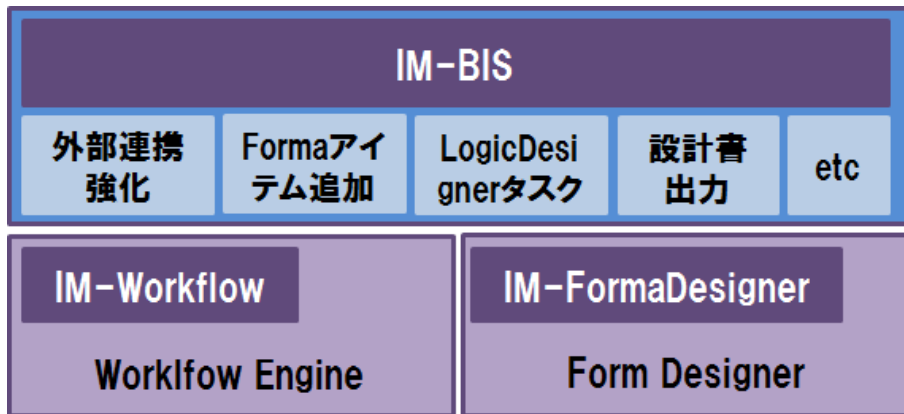 IM-BIS
外部連携
強化
Formaアイ
テム追加
LogicDesi
gnerタスク
設計書
出力
etc
IM-Workflow
Worklfow Engine
IM-FormaDesigner
Form Designer